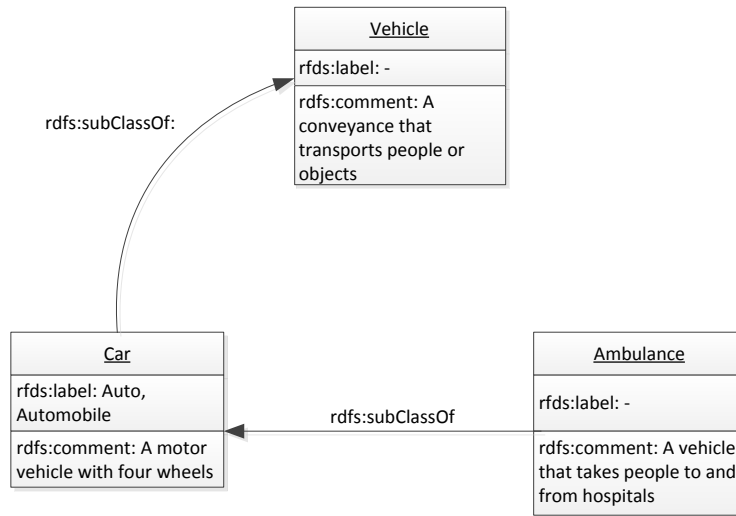 Vehicle
rfds:label: -
rdfs:comment: A
conveyance that
transports people or
objects
rdfs:subClassOf:
Car
rfds:label: Auto,
Automobile
rdfs:comment: A motor
vehicle with four wheels
rdfs:subClassOf
Ambulance
rfds:label: -
rdfs:comment: A vehicle
that takes people to and
from hospitals